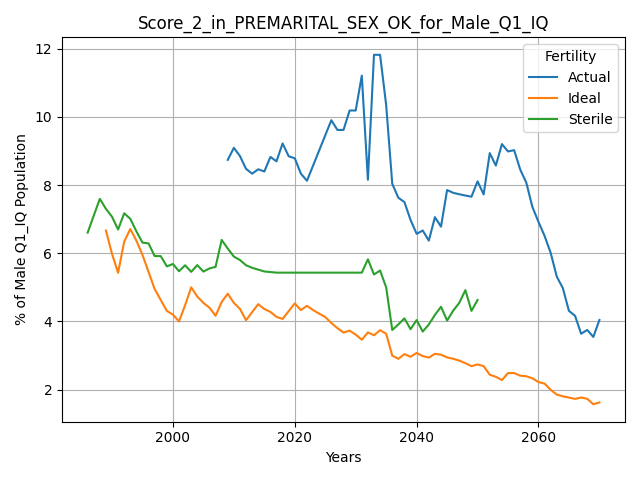 Score_2_in_PREMARITAL_SEX_OK_for_Male_Q1_IQ
% of Male Q1_IQ Population
12
10
8
6
4
2
Fertility
Actual
Ideal
Sterile
2000
2020
2040
2060
Years